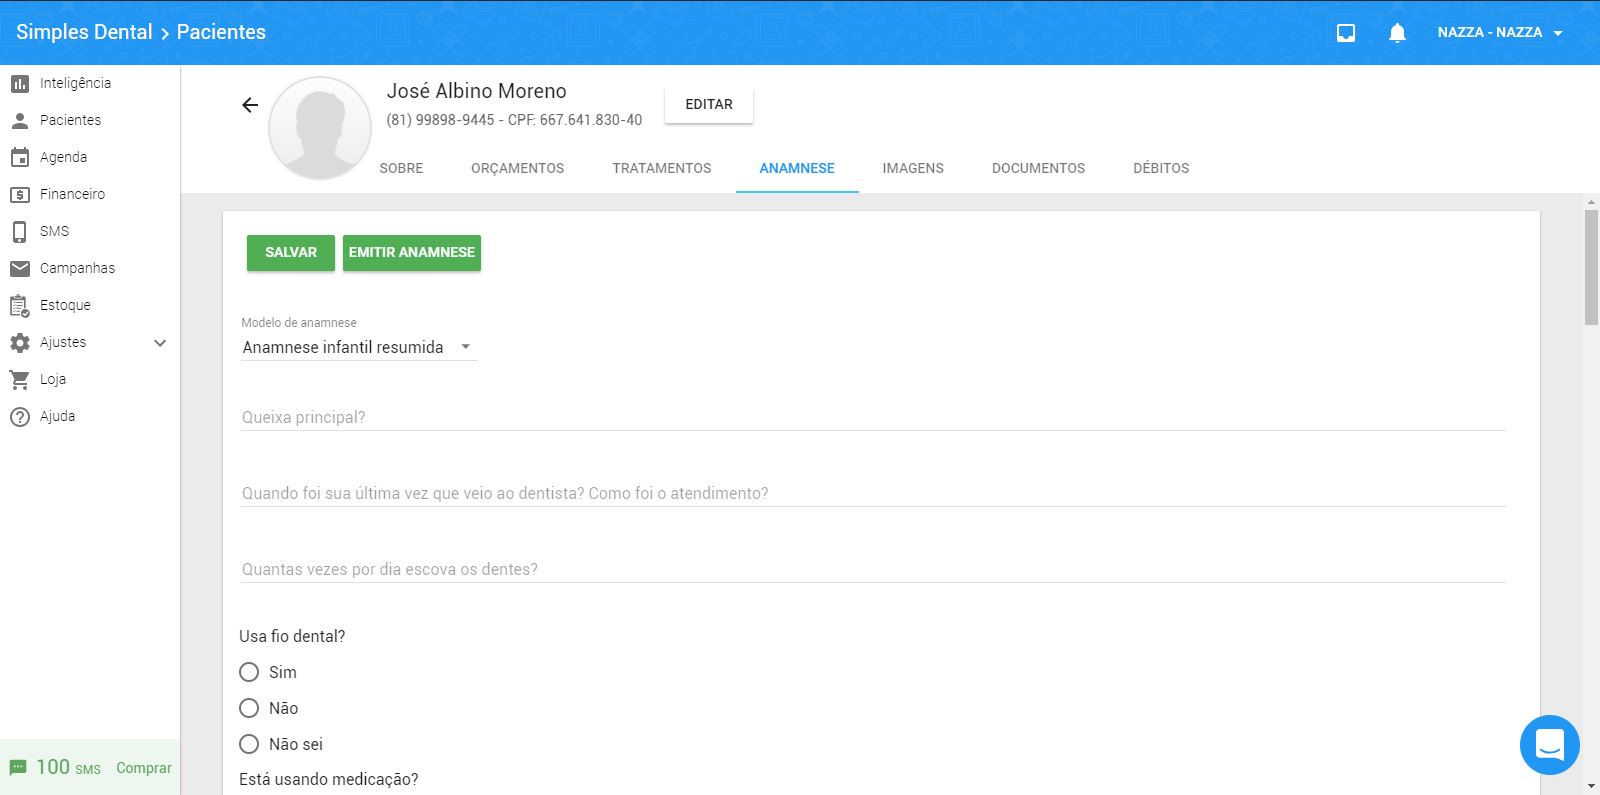 Simples Dental > Pacientes
NAZZA - NAZZA
Inteligência
Pacientes
Agenda
Financeiro
SMS
Campanhas
Estoque
Ajustes
Loja
Ajuda
100 SMS Comprar
José Albino Moreno
(81) 99898-9445 - CPF: 667.641.830-40
EDITAR
SOBRE ORÇAMENTOS TRATAMENTOS ANAMNESE IMAGENS DOCUMENTOS DÉBITOS
SALVAR EMITIR ANAMNESE
Modelo de anamnese
Anamnese infantil resumida
Queixa principal?
Quando foi sua última vez que veio ao dentista? Como foi o atendimento?
Quantas vezes por dia escova os dentes?
Usa fio dental?
Sim
Não
Não sei
Está usando medicação?